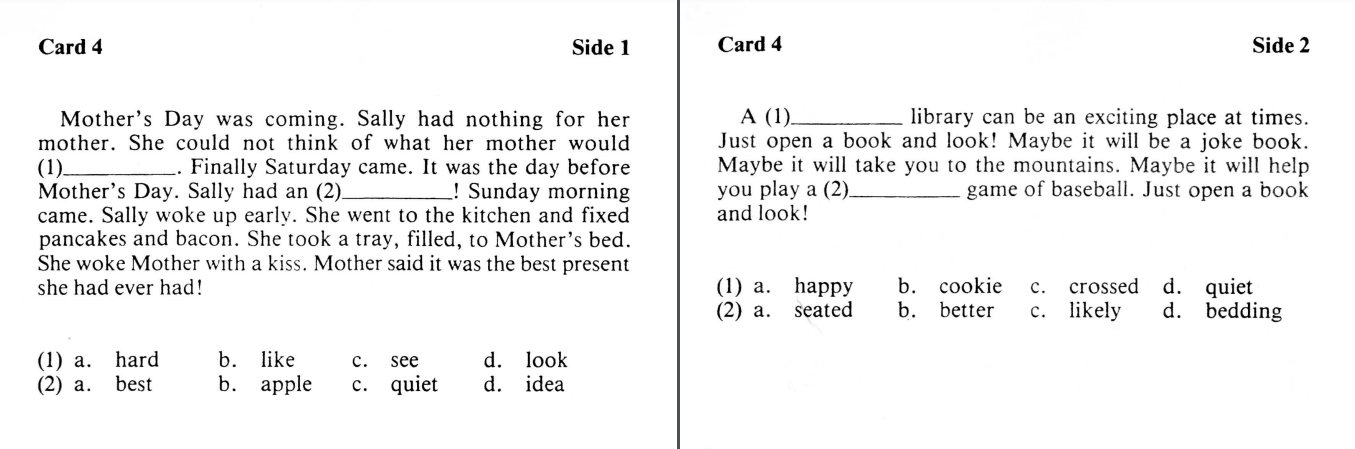 Card 4 Side 1
Mother's Day was coming. Sally had nothing for her
mother. She could not think of what her mother would
(1)__________. Finally Saturday came. It was the day before
Mother's Day. Sally had an (2)__________! Sunday morning
came. Sally woke up early. She went to the kitchen and fixed
pancakes and bacon. She took a tray, filled, to Mother's bed.
She woke Mother with a kiss. Mother said it was the best present
she had ever had!
(1) a. hard b. like c. see d. look
(2) a. best b. apple c. quiet d. idea
Card 4 Side 2
A (1)__________ library can be an exciting place at times.
Just open a book and look! Maybe it will be a joke book.
Maybe it will take you to the mountains. Maybe it will help
you play a (2)__________ game of baseball. Just open a book
and look!
(1) a. happy b. cookie c. crossed d. quiet
(2) a. seated b. better c. likely d. bedding